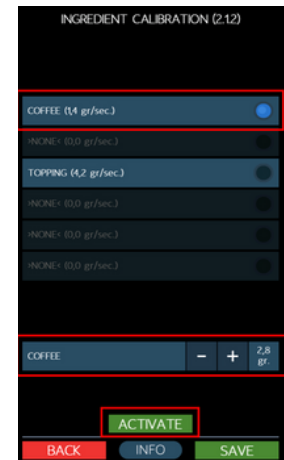 INGREDIENT CALIBRATION (2.1.2)
COFFEE (1,4 gr/sec.)
>NONE< (0,0 gr/sec.)
TOPPING (4,2 gr/sec.)
>NONE< (0,0 gr/sec.)
>NONE< (0,0 gr/sec.)
>NONE< (0,0 gr/sec.)
COFFEE - + 2,8 gr.
ACTIVATE
BACK INFO SAVE